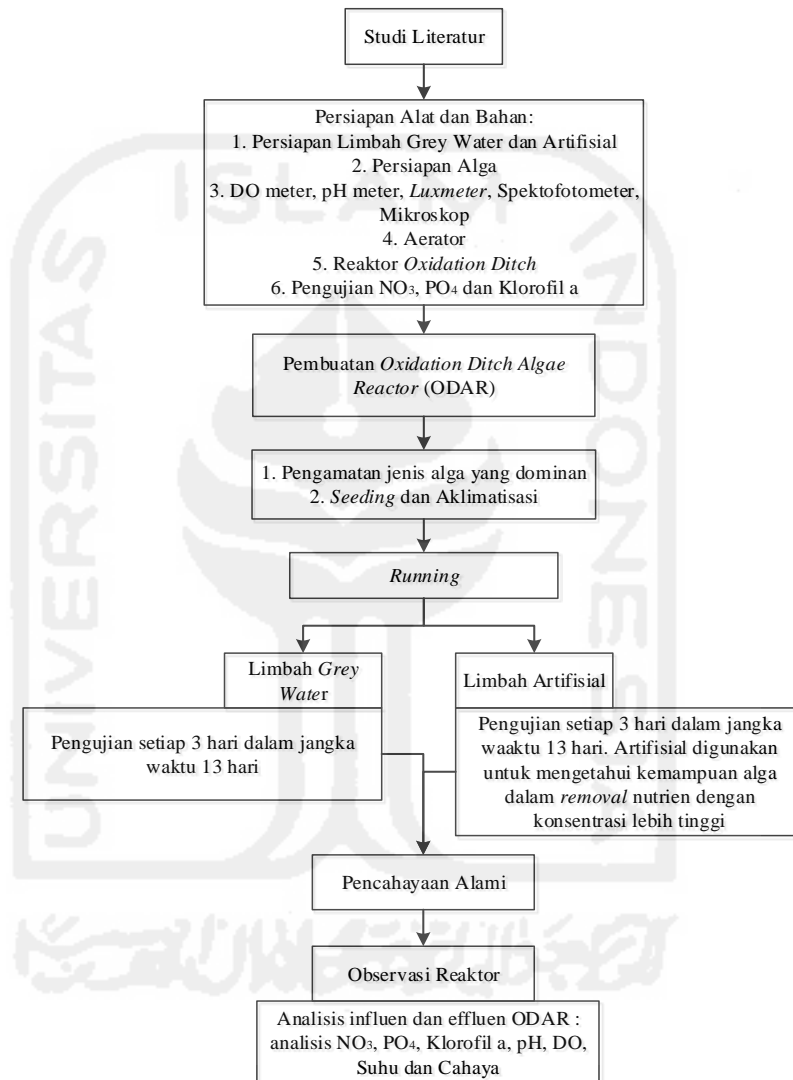 Studi Literatur
Persiapan Alat dan Bahan:
1. Persiapan Limbah Grey Water dan Artifisial
2. Persiapan Alga
3. DO meter, pH meter, Luxmeter, Spektofotometer,
Mikroskop
4. Aerator
5. Reaktor Oxidation Ditch
6. Pengujian NO₃, PO₄ dan Klorofil a
Pembuatan Oxidation Ditch Algae
Reactor (ODAR)
1. Pengamatan jenis alga yang dominan
2. Seeding dan Aklimatisasi
Running
Limbah Grey
Water
Pengujian setiap 3 hari dalam jangka
waktu 13 hari
Limbah Artifisial
Pengujian setiap 3 hari dalam jangka
waaktu 13 hari. Artifisial digunakan
untuk mengetahui kemampuan alga
dalam removal nutrien dengan
konsentrasi lebih tinggi
Pencahayaan Alami
Observasi Reaktor
Analisis influen dan effluen ODAR :
analisis NO₃, PO₄, Klorofil a, pH, DO,
Suhu dan Cahaya
UNIVERSITAS
ISLAM
INDONESIA